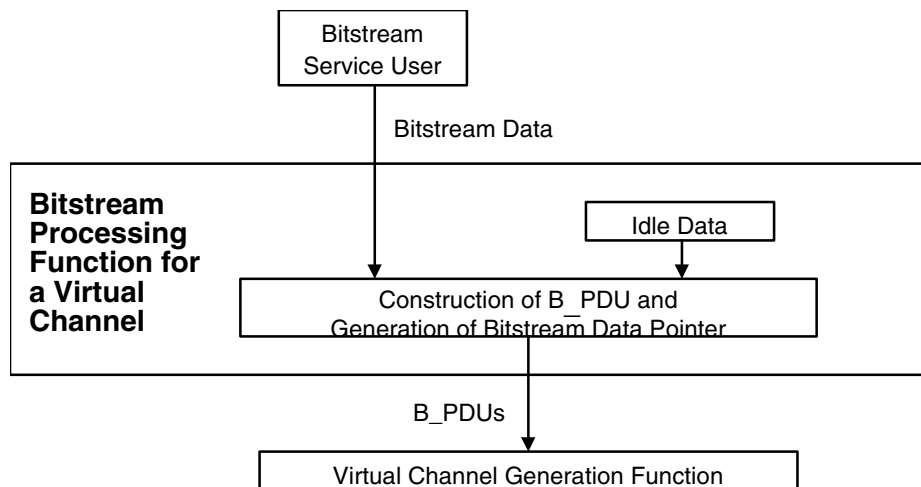 Bitstream
Service User
Bitstream Data
Bitstream
Processing
Function for
a Virtual
Channel
Idle Data
Construction of B_PDU and
Generation of Bitstream Data Pointer
B_PDUs
Virtual Channel Generation Function